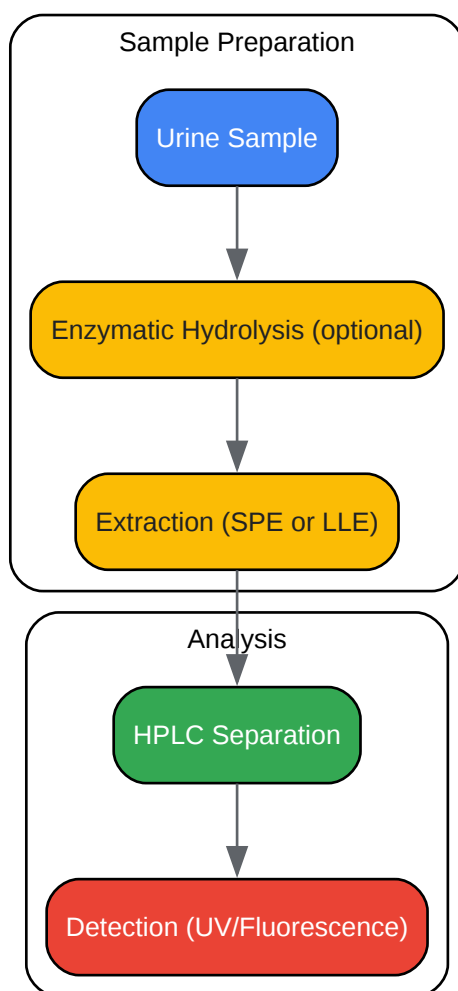 Sample Preparation
Urine Sample
Enzymatic Hydrolysis (optional)
Extraction (SPE or LLE)
Analysis
HPLC Separation
Detection (UV/Fluorescence)